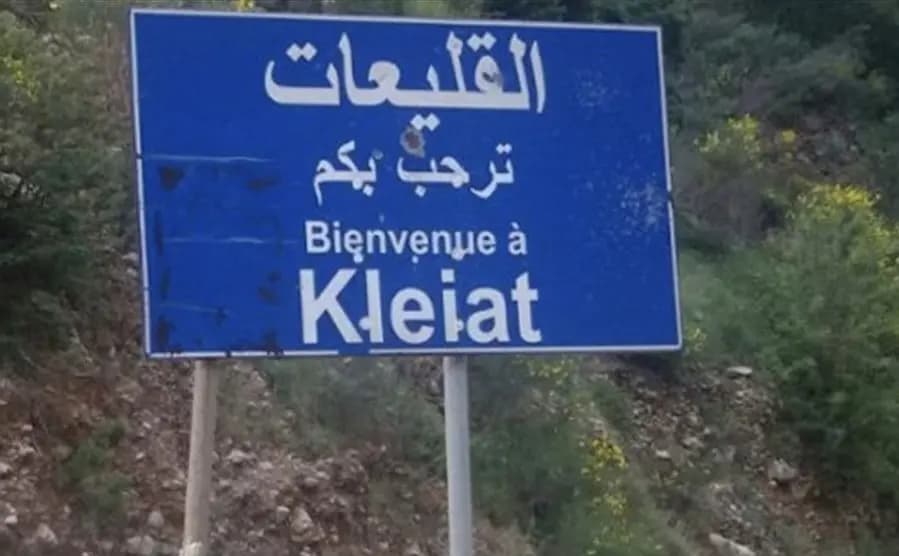 القليعات
ترحب بكم
Bienvenue à
Kleiat